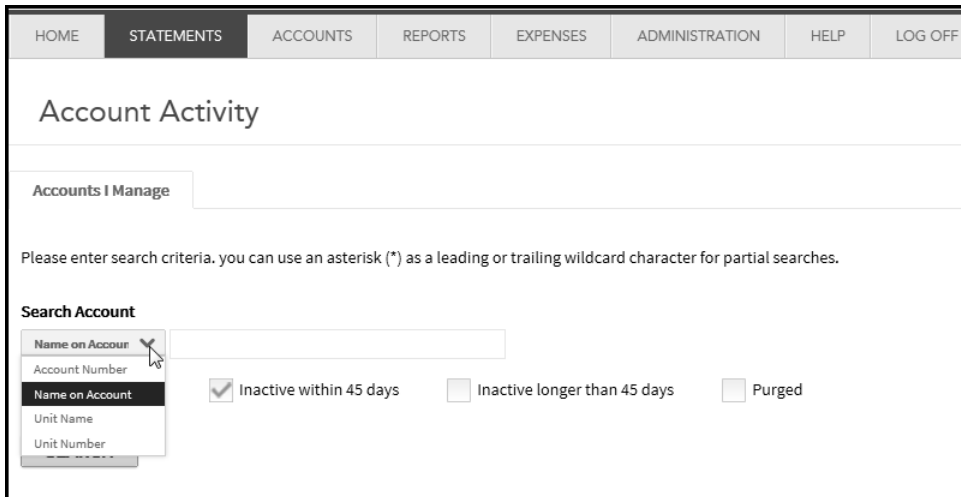 HOME STATEMENTS ACCOUNTS REPORTS EXPENSES ADMINISTRATION HELP LOG OFF
Account Activity
Accounts I Manage
Please enter search criteria. you can use an asterisk (*) as a leading or trailing wildcard character for partial searches.
Search Account
Name on Accoun
Account Number
Name on Account
Inactive within 45 days Inactive longer than 45 days Purged
Unit Name
Unit Number